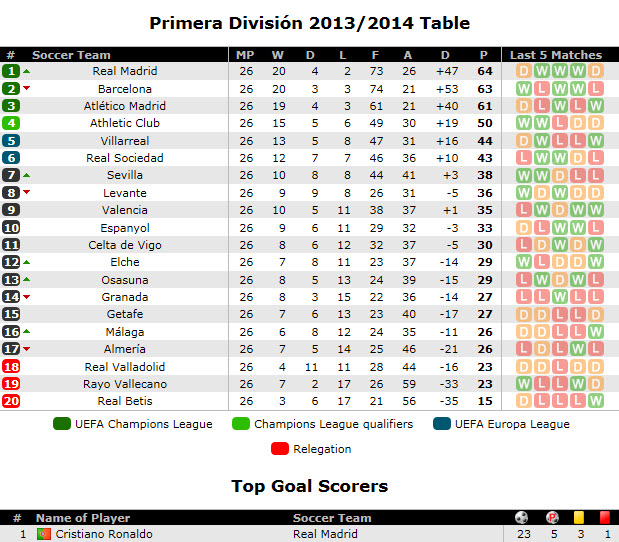 Primera División 2013/2014 Table
# Soccer Team MP W D L F A D P Last 5 Matches
1 Real Madrid 26 20 4 2 73 26 +47 64 D W W W D
2 Barcelona 26 20 3 3 74 21 +53 63 W L W W L
3 Atlético Madrid 26 19 4 3 61 21 +40 61 D L W L W
4 Athletic Club 26 15 5 6 49 30 +19 50 W W L D D
5 Villarreal 26 13 5 8 47 31 +16 44 D W L L W
6 Real Sociedad 26 12 7 7 46 36 +10 43 L W W D L
7 Sevilla 26 10 8 8 44 41 +3 38 W W D L L
8 Levante 26 9 9 8 26 31 -5 36 W D W D D
9 Valencia 26 10 5 11 38 37 +1 35 L W D W W
10 Espanyol 26 9 6 11 29 32 -3 33 D L W W L
11 Celta de Vigo 26 8 6 12 32 37 -5 30 L D W D L
12 Elche 26 7 8 11 23 37 -14 29 W L D D W
13 Osasuna 26 8 5 13 24 39 -15 29 L W D W L
14 Granada 26 8 3 15 22 36 -14 27 L L W L L
15 Getafe 26 7 6 13 23 40 -17 27 D D L L D
16 Málaga 26 6 8 12 24 35 -11 26 D D L L W
17 Almería 26 7 5 14 25 46 -21 26 L D L W L
18 Real Valladolid 26 4 11 11 28 44 -16 23 D L D D L
19 Rayo Vallecano 26 7 2 17 26 59 -33 23 W L L W D
20 Real Betis 26 3 6 17 21 56 -35 15 D L L L W
UEFA Champions League Champions League qualifiers UEFA Europa League
Relegation
Top Goal Scorers
# Name of Player Soccer Team
1 Cristiano Ronaldo Real Madrid 23 5 3 1